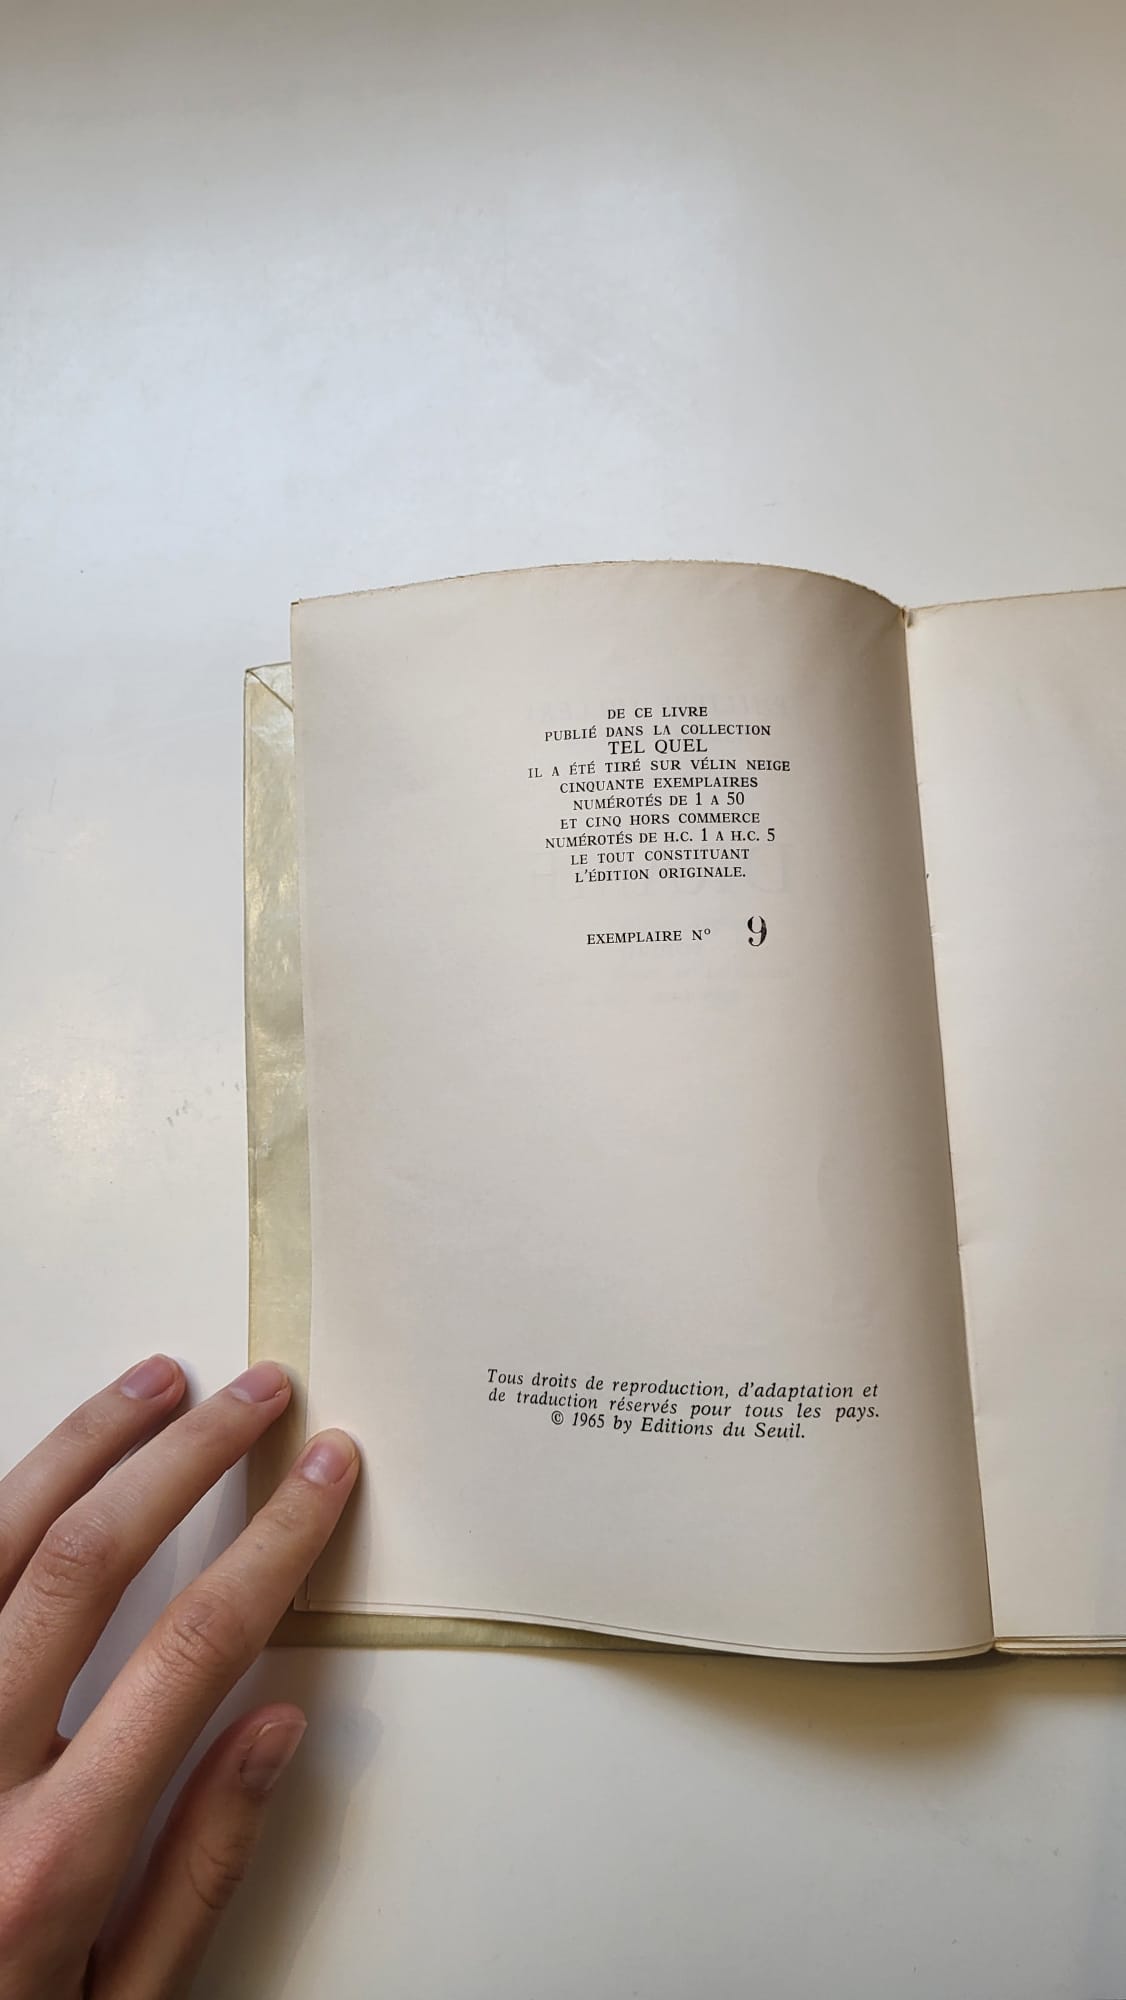 DE CE LIVRE
PUBLIÉ DANS LA COLLECTION
TEL QUEL
IL A ÉTÉ TIRÉ SUR VÉLIN NEIGE
CINQUANTE EXEMPLAIRES
NUMÉROTÉS DE 1 A 50
ET CINQ HORS COMMERCE
NUMÉROTÉS DE H.C. 1 A H.C. 5
LE TOUT CONSTITUANT
L'ÉDITION ORIGINALE.
EXEMPLAIRE Nº 9
Tous droits de reproduction, d'adaptation et
de traduction réservés pour tous les pays.
© 1965 by Editions du Seuil.